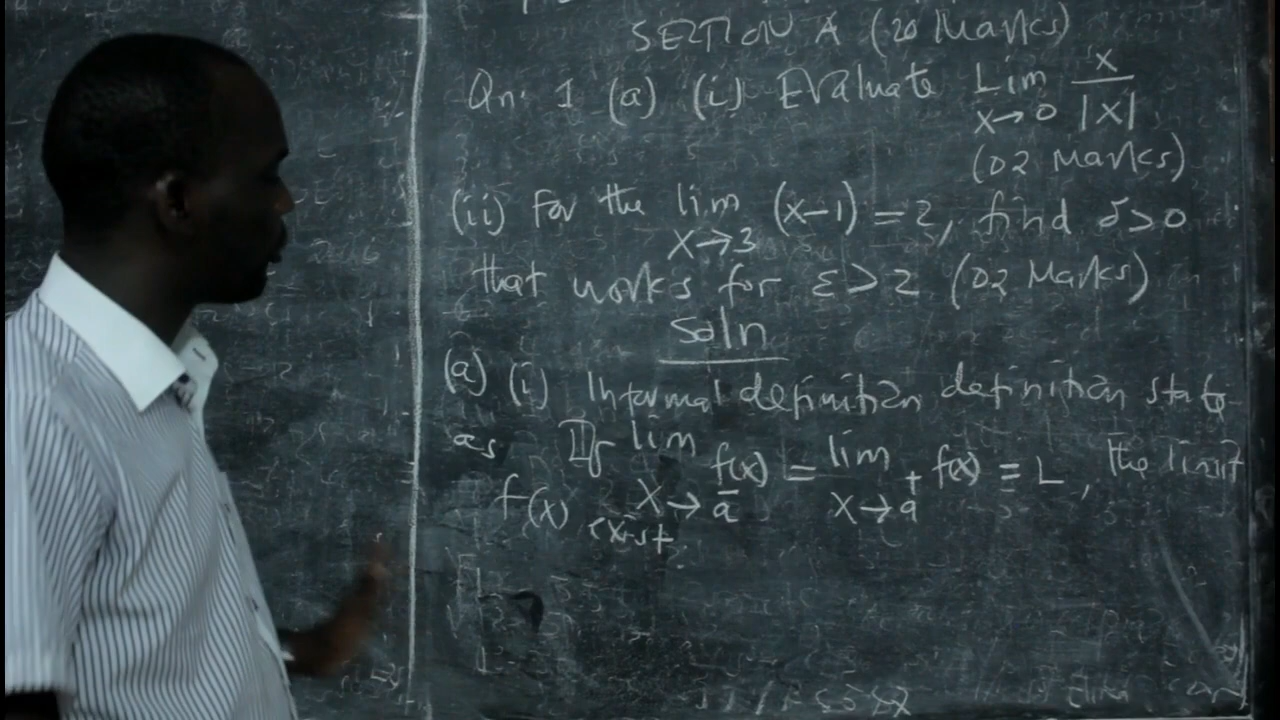 SECTION A (20 Marks)
Qn. 1 (a) (i) Evaluate Lim x→0 x/|x|
(02 Marks)
(ii) For the lim x→3 (x-1) = 2, find δ>0
that works for ε>2 (02 Marks)
soln
(a) (i) Informal definition definition state
as If lim x→a⁻ f(x) = lim x→a⁺ f(x) = L, the limit
f(x) exist.